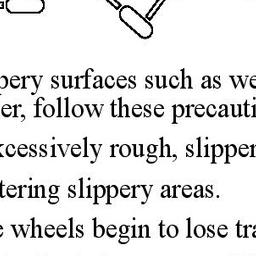 pery surfaces such as we
er, follow these precauti
xcessively rough, slipper
tering slippery areas.
e wheels begin to lose tra